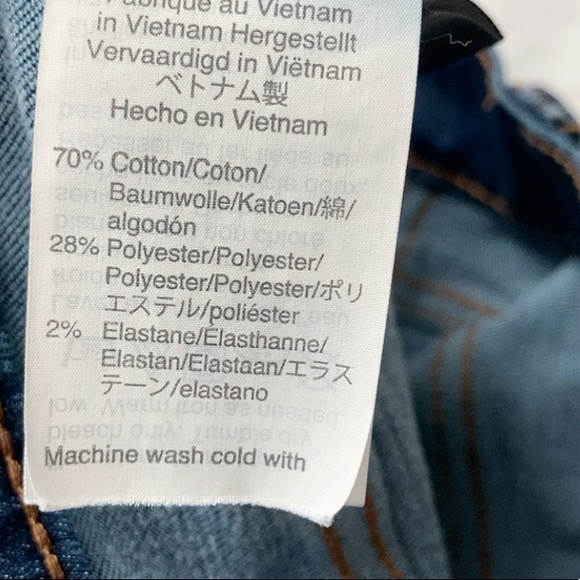 Fabriqué au Vietnam
in Vietnam Hergestellt
Vervaardigd in Viëtnam
ベトナム製
Hecho en Vietnam
70% Cotton/Coton/
Baumwolle/Katoen/綿/
algodón
28% Polyester/Polyester/
Polyester/Polyester/ポリ
エステル/poliéster
2% Elastane/Elasthanne/
Elastan/Elastaan/エラス
テーン/elastano
Machine wash cold with